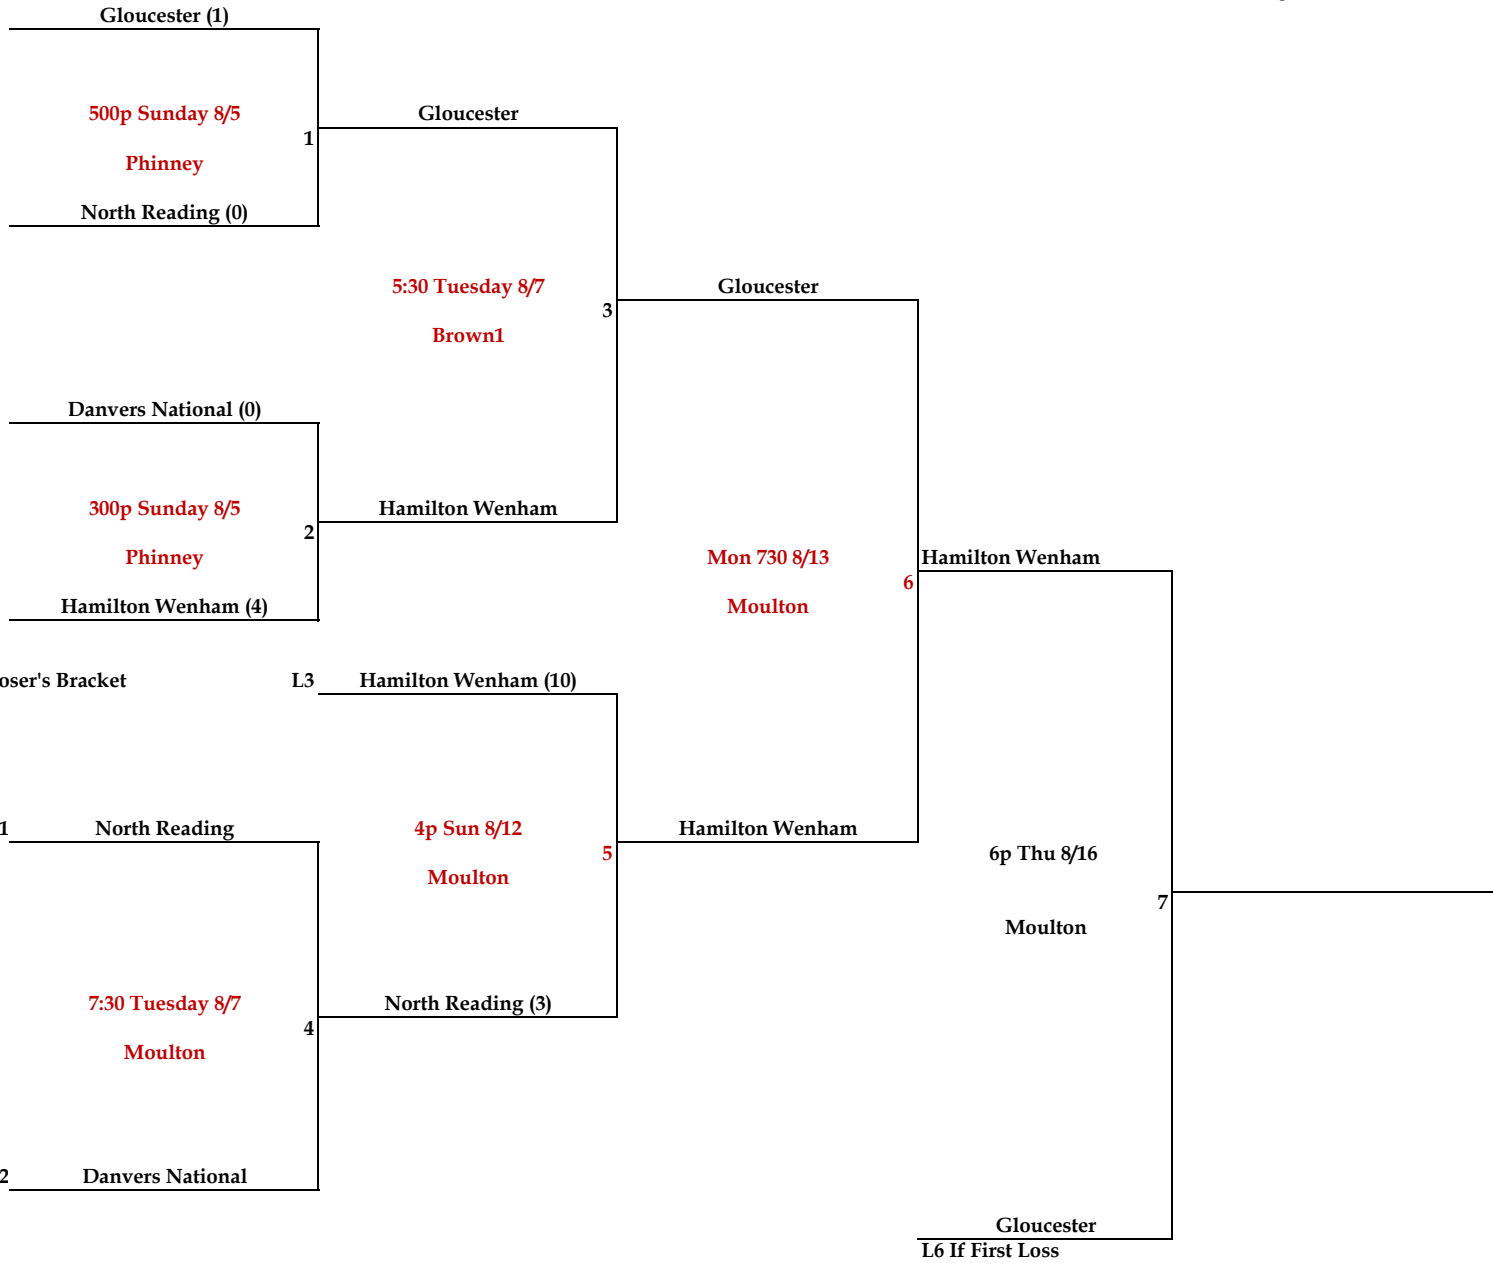 Gloucester (1)
500p Sunday 8/5
Gloucester
1
Phinney
North Reading (0)
5:30 Tuesday 8/7
Gloucester
3
Brown1
Danvers National (0)
300p Sunday 8/5
Hamilton Wenham
2
Phinney
Mon 730 8/13
Hamilton Wenham
6
Hamilton Wenham (4)
Moulton
oser's Bracket
L3
Hamilton Wenham (10)
1
North Reading
4p Sun 8/12
Hamilton Wenham
5
6p Thu 8/16
Moulton
7
Moulton
7:30 Tuesday 8/7
North Reading (3)
4
Moulton
2
Danvers National
Gloucester
L6 If First Loss